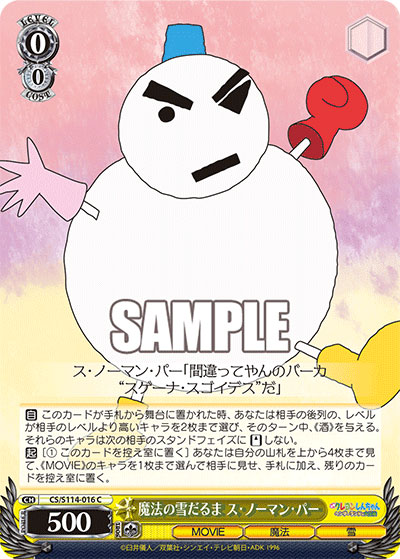 LEVEL
0
0
COST
SAMPLE
ス・ノーマン・パー「間違ってやんのバーカ
“スゲーナ・スゴイデス”だ」
自 このカードが手札から舞台に置かれた時、あなたは相手の後列の、レベル
が相手のレベルより高いキャラを2枚まで選び、そのターン中、《酒》を与える。
それらのキャラは次の相手のスタンドフェイズに【スタンド】しない。
起 [① このカードを控え室に置く] あなたは自分の山札を上から4枚まで見
て、《MOVIE》のキャラを1枚まで選んで相手に見せ、手札に加え、残りのカー
ドを控え室に置く。
CH CS/S114-016 C
魔法の雪だるま ス・ノーマン・パー
500
MOVIE 魔法 雪
クレヨンしんちゃん
©臼井儀人/双葉社・シンエイ・テレビ朝日・ADK 1996